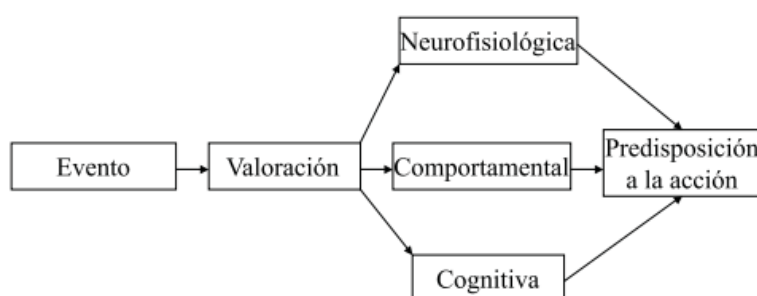 Neurofisiológica
Evento
Valoración
Comportamental
Predisposición
a la acción
Cognitiva